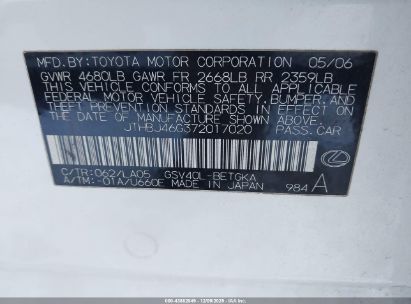 MFD.BY:TOYOTA MOTOR CORPORATION 05/06
GVWR 4680LB GAWR FR 2668LB RR 2359LB
THIS VEHICLE CONFORMS TO ALL APPLICABLE
FEDERAL MOTOR VEHICLE SAFETY,BUMPER,AND
THEFT PREVENTION STANDARDS IN EFFECT ON
THE DATE OF MANUFACTURE SHOWN ABOVE.
JTHBJ46G372017020 PASS.CAR
C/TR:062/LA05 GSV40L-BETGKA
A/TM:-01A/U660E MADE IN JAPAN 984 A